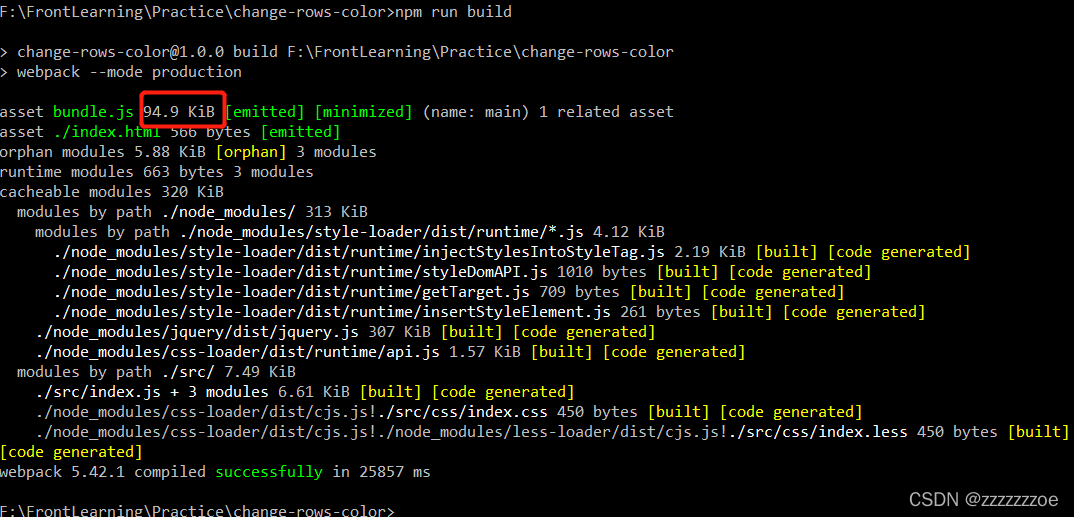 F:\FrontLearning\Practice\change-rows-color>npm run build
> change-rows-color@1.0.0 build F:\FrontLearning\Practice\change-rows-color
> webpack --mode production
asset bundle.js 94.9 KiB [emitted] [minimized] (name: main) 1 related asset
asset ./index.html 566 bytes [emitted]
orphan modules 5.88 KiB [orphan] 3 modules
runtime modules 663 bytes 3 modules
cacheable modules 320 KiB
  modules by path ./node_modules/ 313 KiB
    modules by path ./node_modules/style-loader/dist/runtime/*.js 4.12 KiB
      ./node_modules/style-loader/dist/runtime/injectStylesIntoStyleTag.js 2.19 KiB [built] [code generated]
      ./node_modules/style-loader/dist/runtime/styleDomAPI.js 1010 bytes [built] [code generated]
      ./node_modules/style-loader/dist/runtime/getTarget.js 709 bytes [built] [code generated]
      ./node_modules/style-loader/dist/runtime/insertStyleElement.js 261 bytes [built] [code generated]
    ./node_modules/jquery/dist/jquery.js 307 KiB [built] [code generated]
    ./node_modules/css-loader/dist/runtime/api.js 1.57 KiB [built] [code generated]
  modules by path ./src/ 7.49 KiB
    ./src/index.js + 3 modules 6.61 KiB [built] [code generated]
    ./node_modules/css-loader/dist/cjs.js!./src/css/index.css 450 bytes [built] [code generated]
    ./node_modules/css-loader/dist/cjs.js!./node_modules/less-loader/dist/cjs.js!./src/css/index.less 450 bytes [built]
[code generated]
webpack 5.42.1 compiled successfully in 25857 ms
F:\FrontLearning\Practice\change-rows-color>
CSDN @zzzzzzzoe